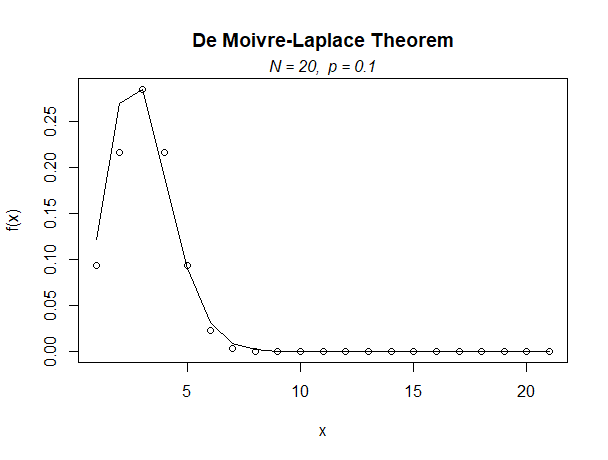 De Moivre-Laplace Theorem
N = 20, p = 0.1
f(x)
0.25
0.20
0.15
0.10
0.05
0.00
5 10 15 20
x